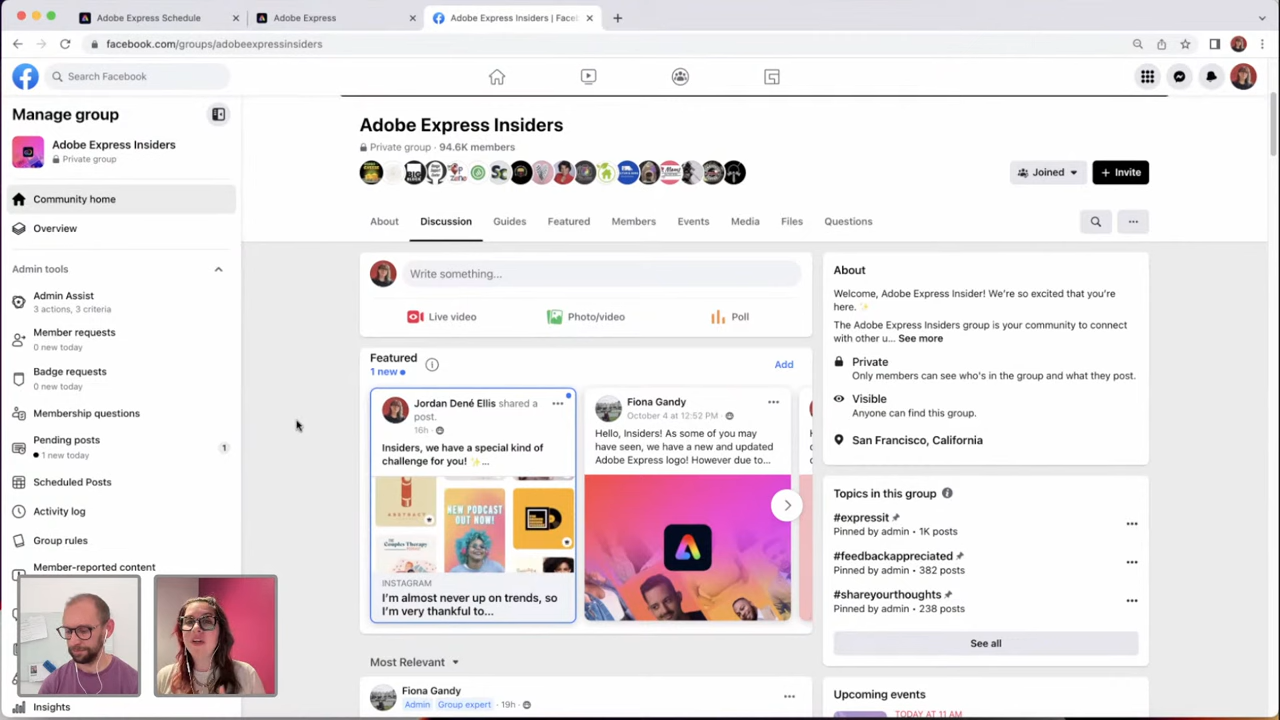 Adobe Express Schedule
Adobe Express
Adobe Express Insiders | Face
facebook.com/groups/adobeexpressinsiders
Search Facebook
Manage group
Adobe Express Insiders
Private group
Community home
Overview
Admin tools
Admin Assist
3 actions, 3 criteria
Member requests
0 new today
Badge requests
0 new today
Membership questions
Pending posts
1 new today
1
Scheduled Posts
Activity log
Group rules
Member-reported content
Insights
Adobe Express Insiders
Private group • 94.6K members
Joined
+ Invite
About
Discussion
Guides
Featured
Members
Events
Media
Files
Questions
Write something...
Live video
Photo/video
Poll
Featured
1 new
Add
Jordan Dené Ellis shared a
post.
16h
Insiders, we have a special kind of
challenge for you! ✨...
ABSTRACT
NEW PODCAST
OUT NOW!
INSTAGRAM
I'm almost never up on trends, so
I'm very thankful to...
Fiona Gandy
October 4 at 12:52 PM
Hello, Insiders! As some of you may
have seen, we have a new and updated
Adobe Express logo! However due to...
Most Relevant
Fiona Gandy
Admin
Group expert
19h
About
Welcome, Adobe Express Insider! We're so excited that you're
here. ✨
The Adobe Express Insiders group is your community to connect
with other u... See more
Private
Only members can see who's in the group and what they post.
Visible
Anyone can find this group.
San Francisco, California
Topics in this group
#expressit
Pinned by admin • 1K posts
#feedbackappreciated
Pinned by admin • 382 posts
#shareyourthoughts
Pinned by admin • 238 posts
See all
Upcoming events
TODAY AT 11 AM